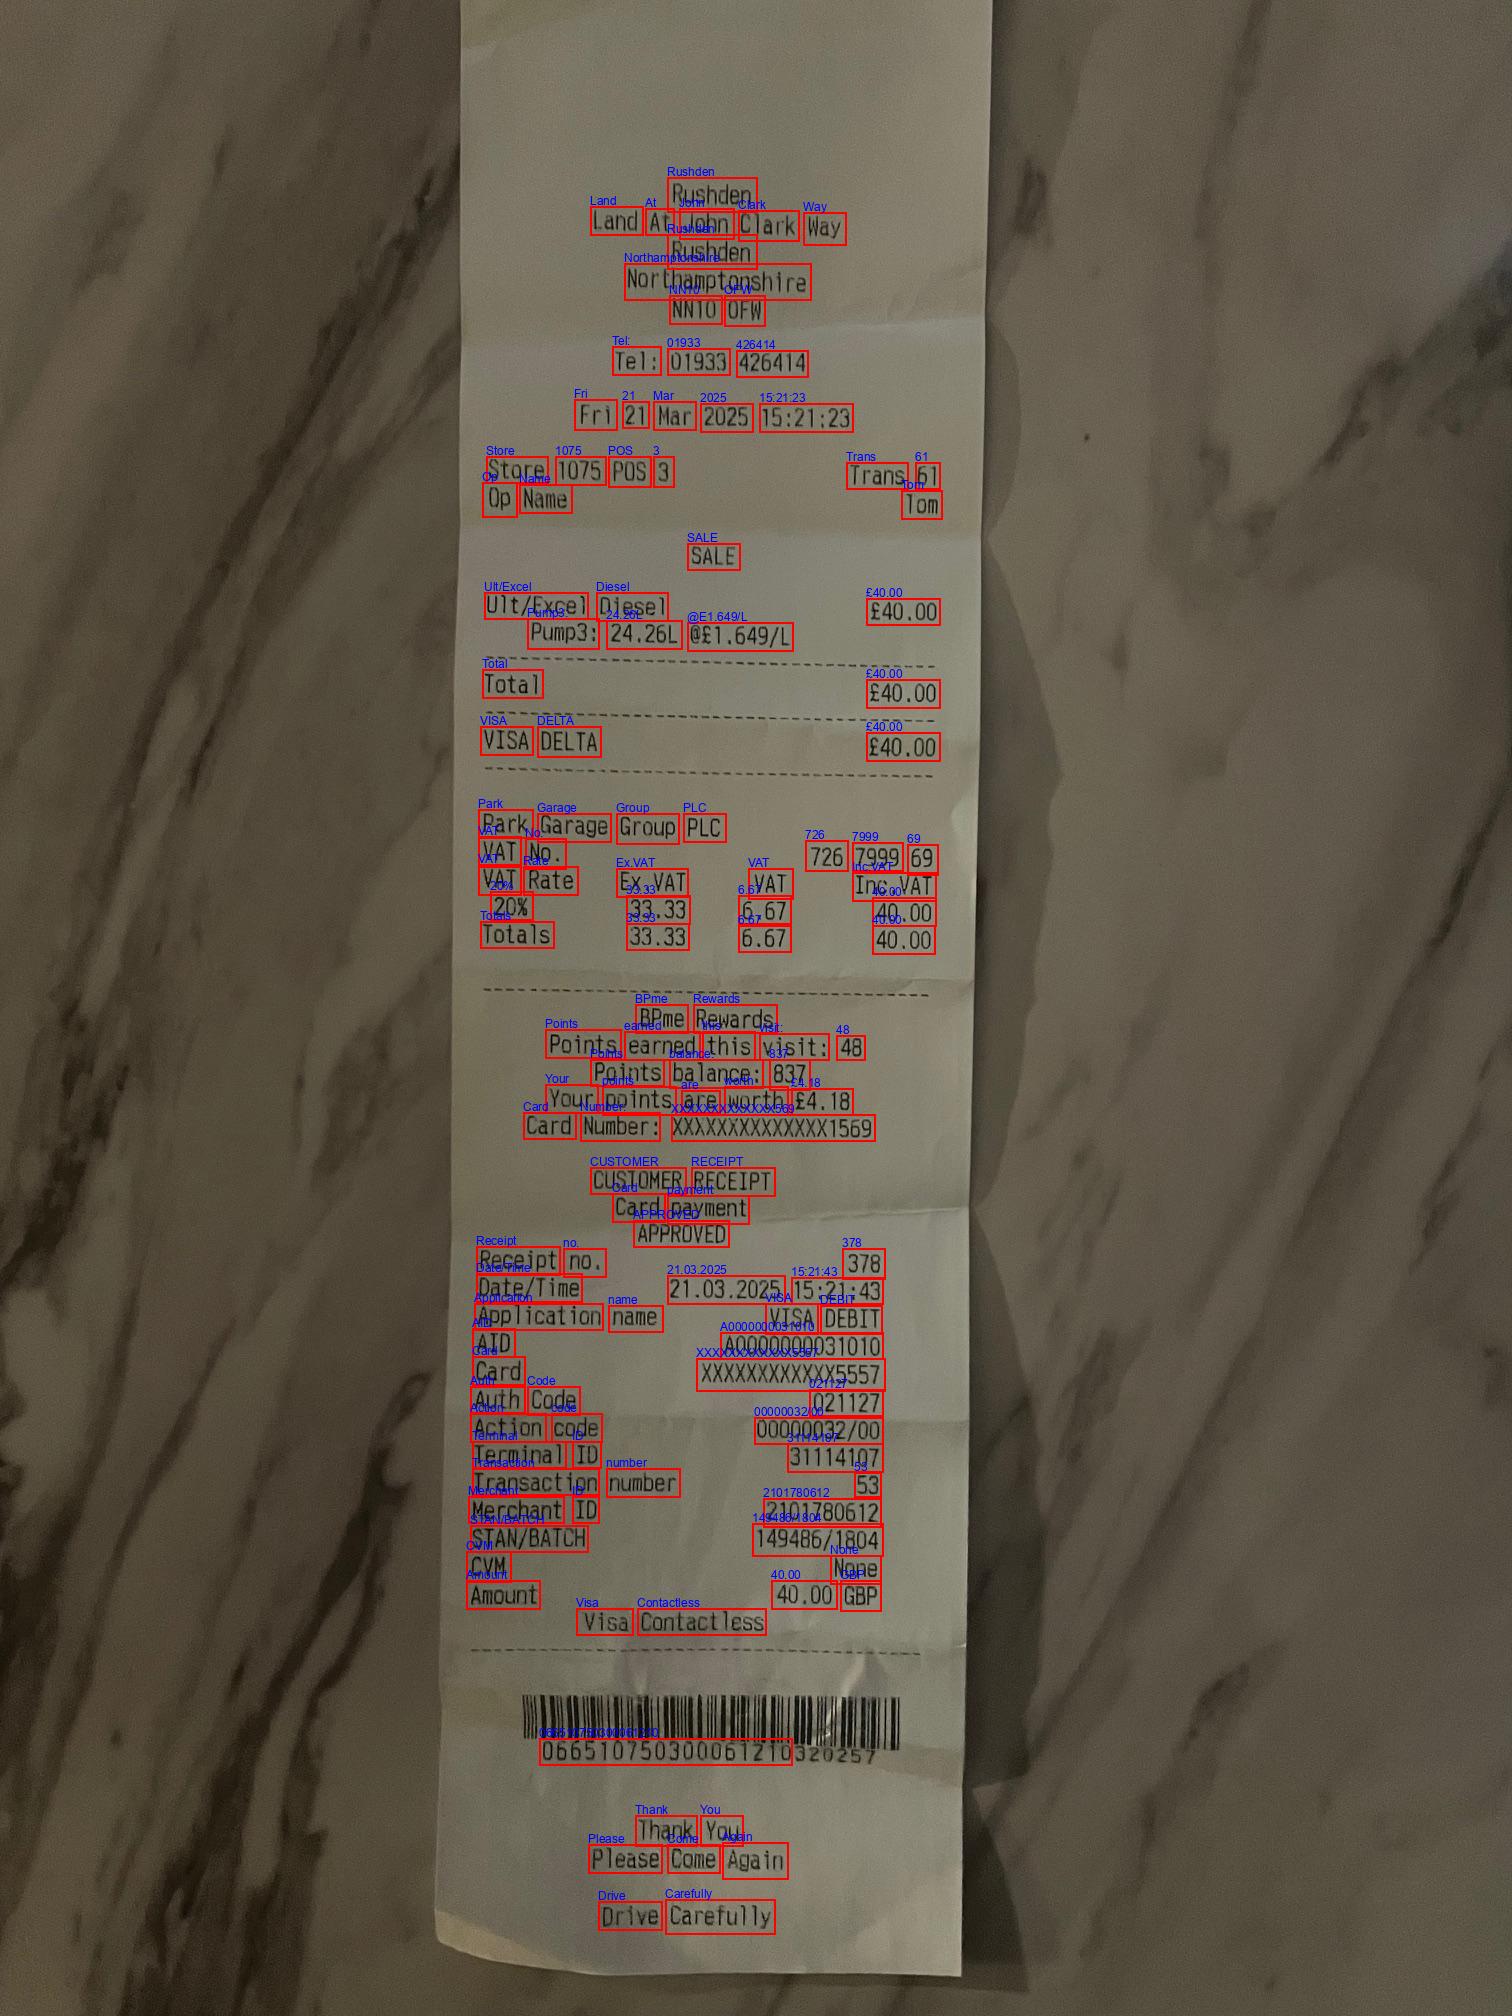 Rushden
Land At John Clark Way
Rushden
Northamptonshire
NN10 0FW
Tel: 01933 426414
Fri 21 Mar 2025 15:21:23
Store 1075 POS 3 Trans 61
Op Name Tom
SALE
Ult/Excel Diesel £40.00
Pump3: 24.26L @£1.649/L
Total £40.00
VISA DELTA £40.00
Park Garage Group PLC
VAT No. 726 7999 69
VAT Rate Ex.VAT VAT Inc.VAT
20% 33.33 6.67 40.00
Totals 33.33 6.67 40.00
BPme Rewards
Points earned this visit: 48
Points balance: 837
Your points are worth £4.18
Card Number: XXXXXXXXXXXXXX1569
CUSTOMER RECEIPT
Card payment
APPROVED
Receipt no. 378
Date/Time 21.03.2025 15:21:43
Application name VISA DEBIT
AID A0000000031010
Card XXXXXXXXXXXX5557
Auth Code 021127
Action code 00000032/00
Terminal ID 31114107
Transaction number 53
Merchant ID 2101780612
STAN/BATCH 149486/1804
CVM None
Amount 40.00 GBP
Visa Contactless
066510750300061210320257
Thank You
Please Come Again
Drive Carefully